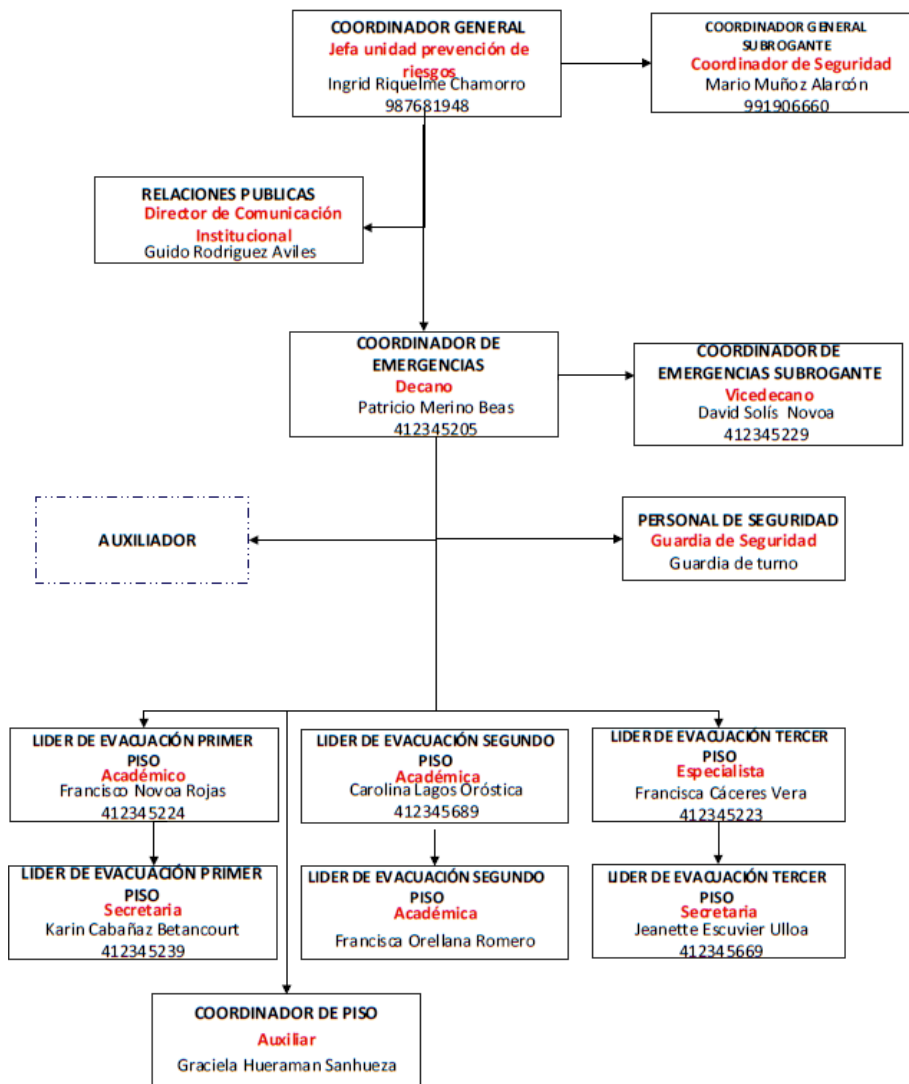 COORDINADOR GENERAL
Jefa unidad prevención de
riesgos
Ingrid Riquelme Chamorro
987681948
COORDINADOR GENERAL
SUBROGANTE
Coordinador de Seguridad
Mario Muñoz Alarcón
991906660
RELACIONES PUBLICAS
Director de Comunicación
Institucional
Guido Rodriguez Aviles
COORDINADOR DE
EMERGENCIAS
Decano
Patricio Merino Beas
412345205
COORDINADOR DE
EMERGENCIAS SUBROGANTE
Vicedecano
David Solís Novoa
412345229
AUXILIADOR
PERSONAL DE SEGURIDAD
Guardia de Seguridad
Guardia de turno
LIDER DE EVACUACIÓN PRIMER
PISO
Académico
Francisco Novoa Rojas
412345224
LIDER DE EVACUACIÓN SEGUNDO
PISO
Académica
Carolina Lagos Oróstica
412345689
LIDER DE EVACUACIÓN TERCER
PISO
Especialista
Francisca Cáceres Vera
412345223
LIDER DE EVACUACIÓN PRIMER
PISO
Secretaria
Karin Cabañaz Betancourt
412345239
LIDER DE EVACUACIÓN SEGUNDO
PISO
Académica
Francisca Orellana Romero
LIDER DE EVACUACIÓN TERCER
PISO
Secretaria
Jeanette Escuvier Ulloa
412345669
COORDINADOR DE PISO
Auxiliar
Graciela Hueraman Sanhueza